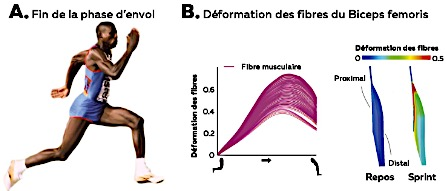 A. Fin de la phase d'envol
B. Déformation des fibres du Biceps femoris
Fibre musculaire
Déformation des fibres
0.6
0.4
0.2
0
Déformation des fibres
0
0.5
Proximal
Distal
Repos
Sprint